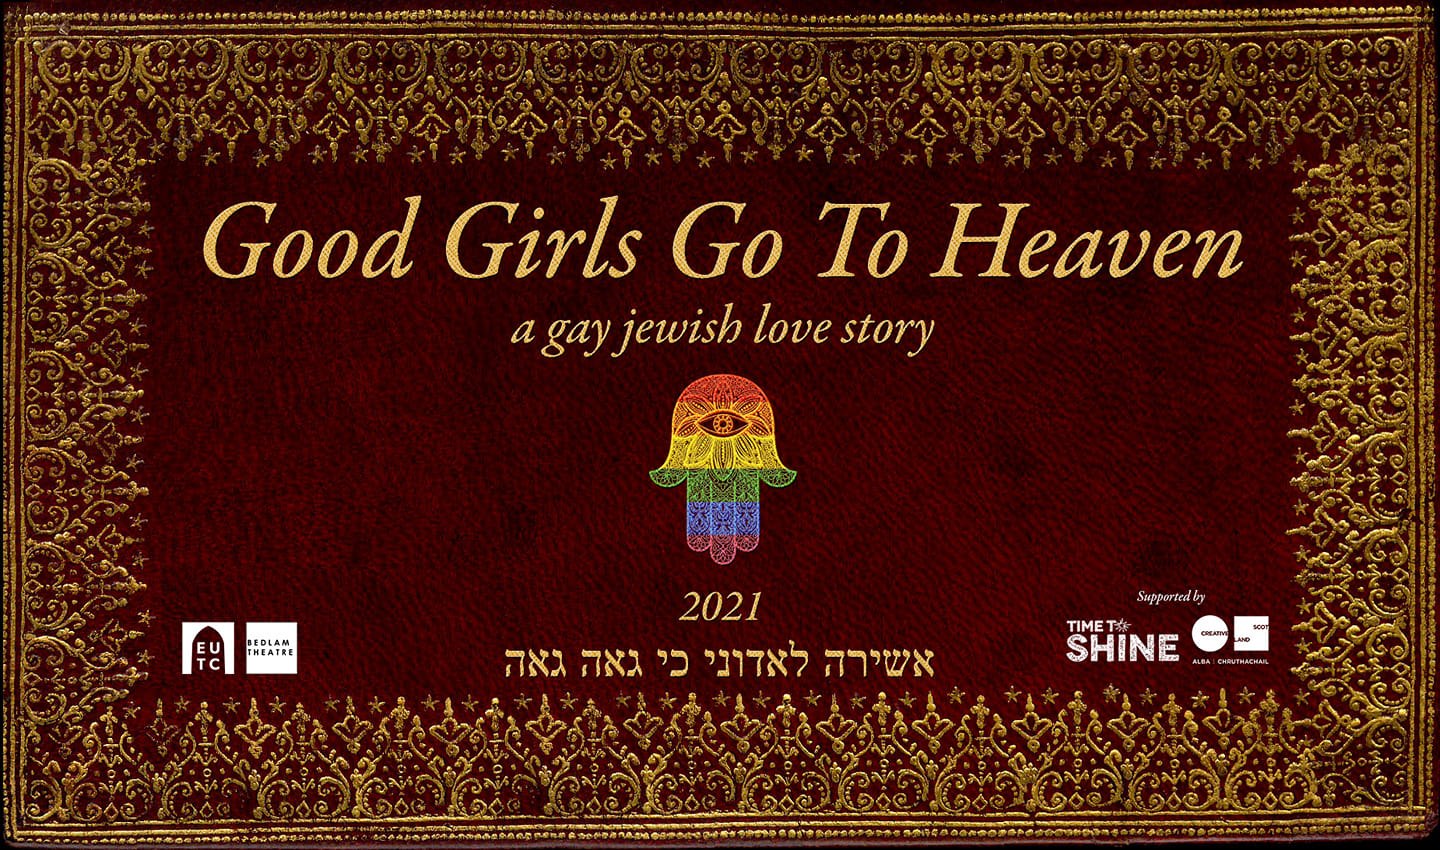 Good Girls Go To Heaven
a gay jewish love story
2021
אשירה לאדוני כי גאה גאה
EU
TC
BEDLAM
THEATRE
Supported by
TIME TO
SHINE
CREATIVE
SCOT
LAND
ALBA | CHRUTHACHAIL